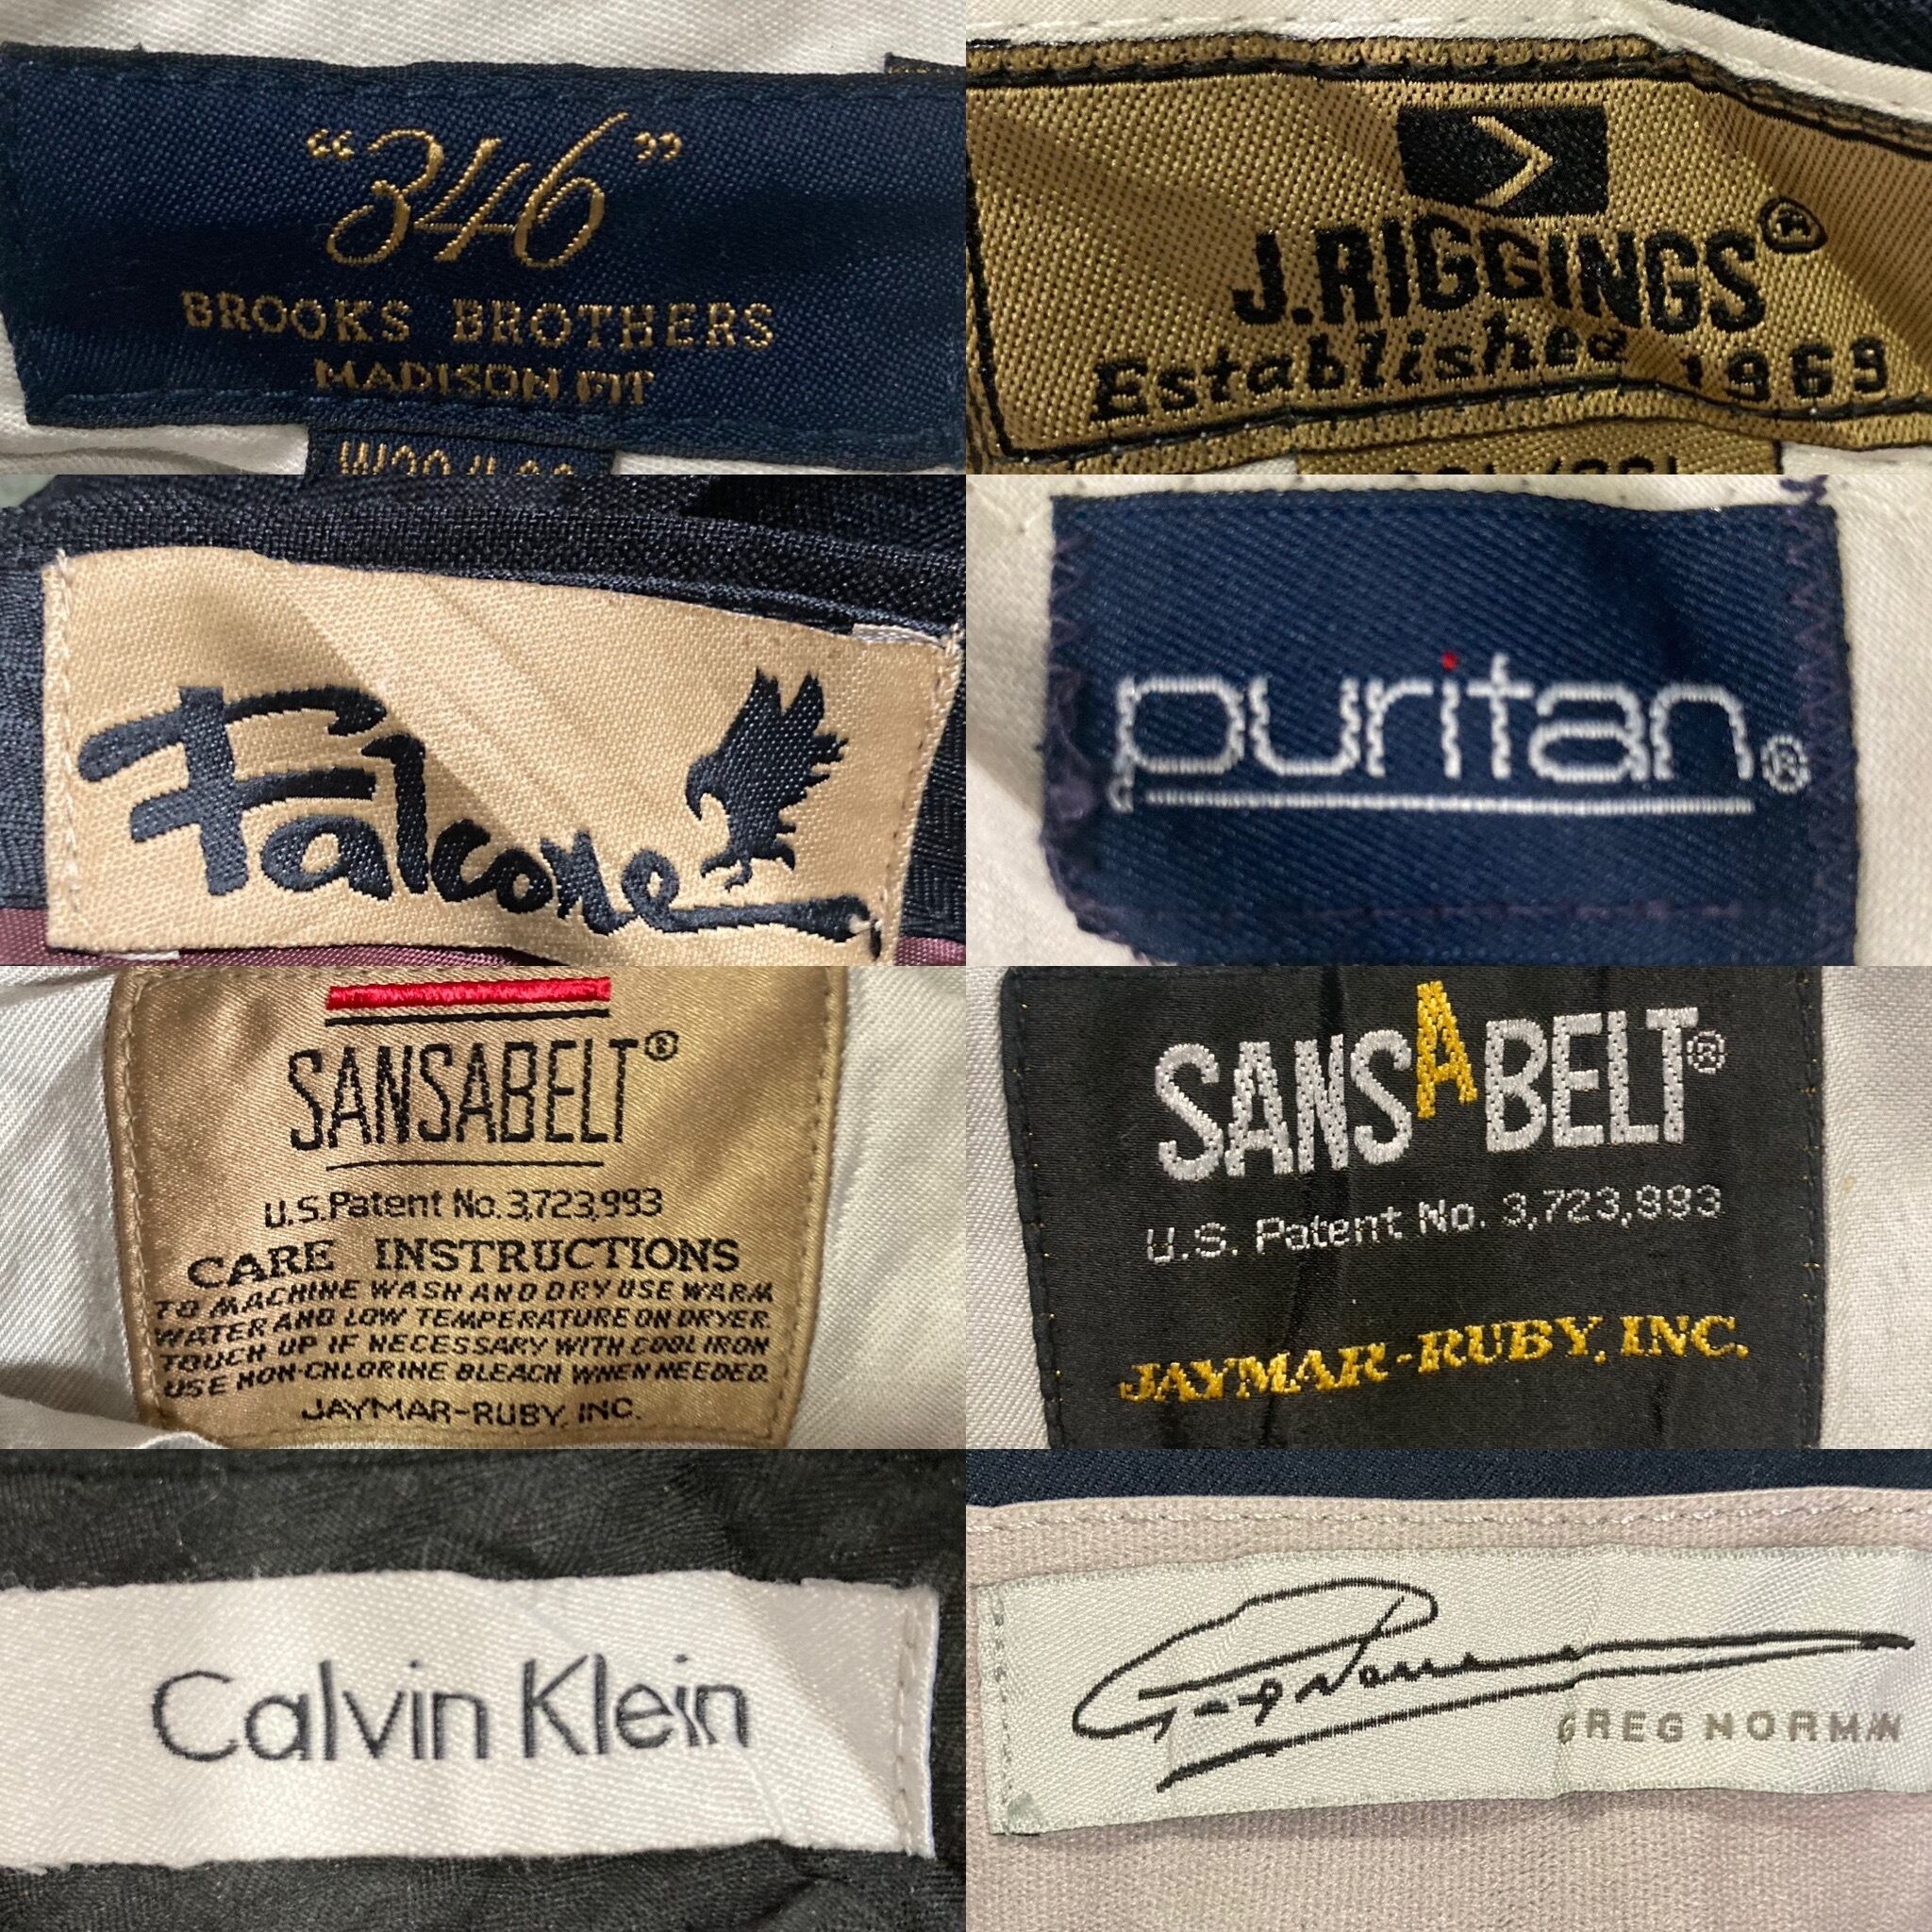 “346”
BROOKS BROTHERS
MADISON FIT
J.RIGGINGS®
Established 1969
Falcone
puritan®
SANSABELT®
U.S. Patent No. 3,723,993
CARE INSTRUCTIONS
TO MACHINE WASH AND DRY USE WARM
WATER AND LOW TEMPERATURE ON DRYER.
TOUCH UP IF NECESSARY WITH COOL IRON
USE NON-CHLORINE BLEACH WHEN NEEDED.
JAYMAR-RUBY, INC.
SANSABELT®
U.S. Patent No. 3,723,993
JAYMAR-RUBY, INC.
Calvin Klein
Greg Norman
GREG NORMAN